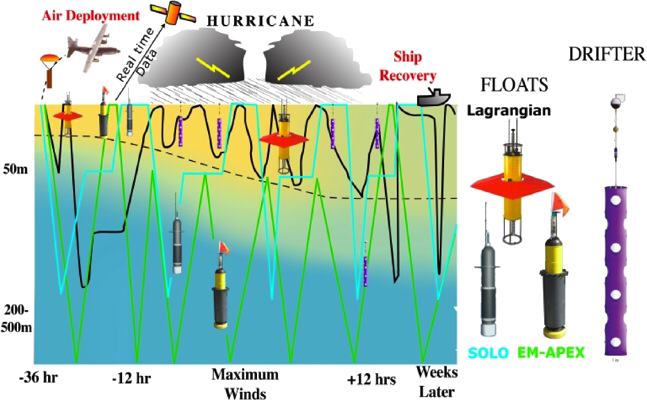 Air Deployment
Real time
Data
HURRICANE
Ship
Recovery
DRIFTER
FLOATS
Lagrangian
50m
200-
500m
SOLO EM-APEX
-36 hr
-12 hr
Maximum
Winds
+12 hrs
Weeks
Later